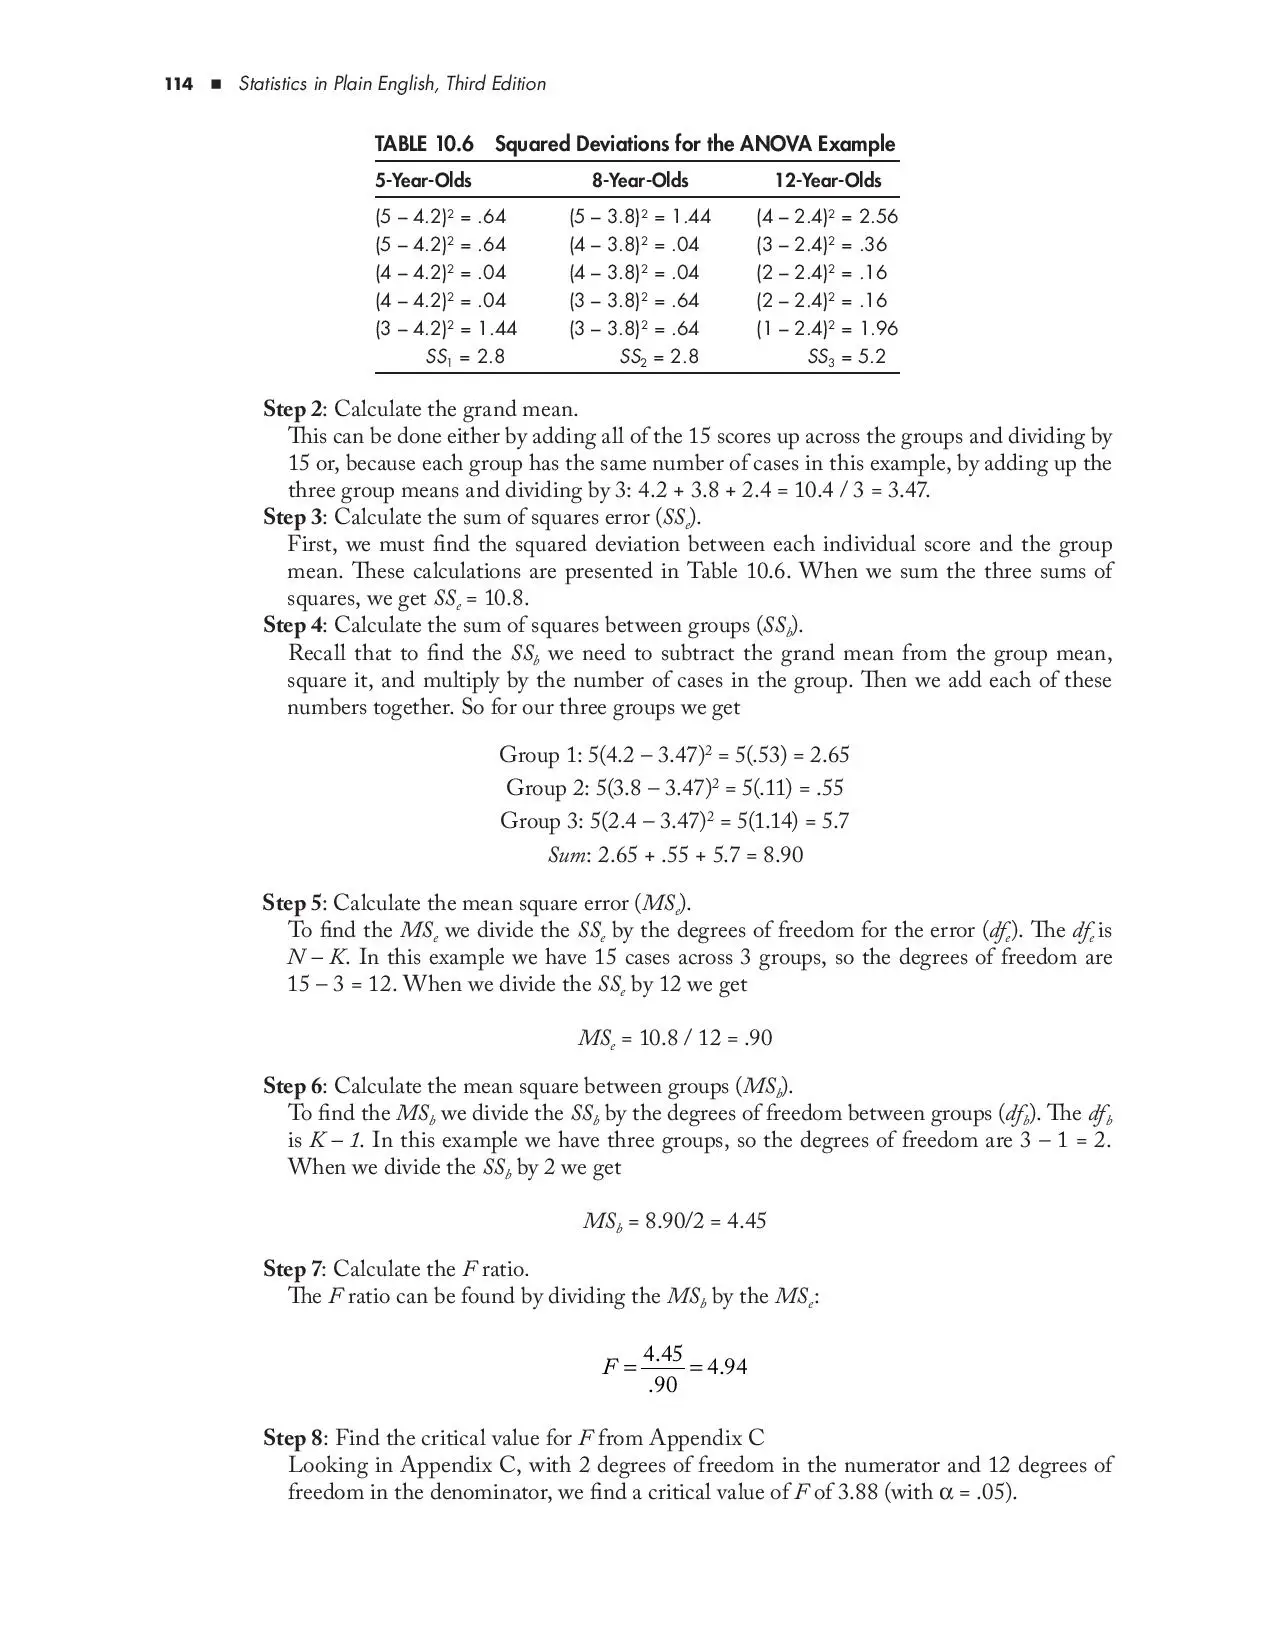 114 ■ Statistics in Plain English, Third Edition
TABLE 10.6 Squared Deviations for the ANOVA Example
5-Year-Olds 8-Year-Olds 12-Year-Olds
(5 – 4.2)² = .64 (5 – 3.8)² = 1.44 (4 – 2.4)² = 2.56
(5 – 4.2)² = .64 (4 – 3.8)² = .04 (3 – 2.4)² = .36
(4 – 4.2)² = .04 (4 – 3.8)² = .04 (2 – 2.4)² = .16
(4 – 4.2)² = .04 (3 – 3.8)² = .64 (2 – 2.4)² = .16
(3 – 4.2)² = 1.44 (3 – 3.8)² = .64 (1 – 2.4)² = 1.96
SS₁ = 2.8 SS₂ = 2.8 SS₃ = 5.2
Step 2: Calculate the grand mean.
This can be done either by adding all of the 15 scores up across the groups and dividing by
15 or, because each group has the same number of cases in this example, by adding up the
three group means and dividing by 3: 4.2 + 3.8 + 2.4 = 10.4 / 3 = 3.47.
Step 3: Calculate the sum of squares error (SSe).
First, we must find the squared deviation between each individual score and the group
mean. These calculations are presented in Table 10.6. When we sum the three sums of
squares, we get SSe = 10.8.
Step 4: Calculate the sum of squares between groups (SSb).
Recall that to find the SSb we need to subtract the grand mean from the group mean,
square it, and multiply by the number of cases in the group. Then we add each of these
numbers together. So for our three groups we get
Group 1: 5(4.2 – 3.47)² = 5(.53) = 2.65
Group 2: 5(3.8 – 3.47)² = 5(.11) = .55
Group 3: 5(2.4 – 3.47)² = 5(1.14) = 5.7
Sum: 2.65 + .55 + 5.7 = 8.90
Step 5: Calculate the mean square error (MSe).
To find the MSe we divide the SSe by the degrees of freedom for the error (dfe). The dfe is
N – K. In this example we have 15 cases across 3 groups, so the degrees of freedom are
15 – 3 = 12. When we divide the SSe by 12 we get
MSe = 10.8 / 12 = .90
Step 6: Calculate the mean square between groups (MSb).
To find the MSb we divide the SSb by the degrees of freedom between groups (dfb). The dfb
is K – 1. In this example we have three groups, so the degrees of freedom are 3 – 1 = 2.
When we divide the SSb by 2 we get
MSb = 8.90/2 = 4.45
Step 7: Calculate the F ratio.
The F ratio can be found by dividing the MSb by the MSe:
F = 4.45 / .90 = 4.94
Step 8: Find the critical value for F from Appendix C
Looking in Appendix C, with 2 degrees of freedom in the numerator and 12 degrees of
freedom in the denominator, we find a critical value of F of 3.88 (with α = .05).